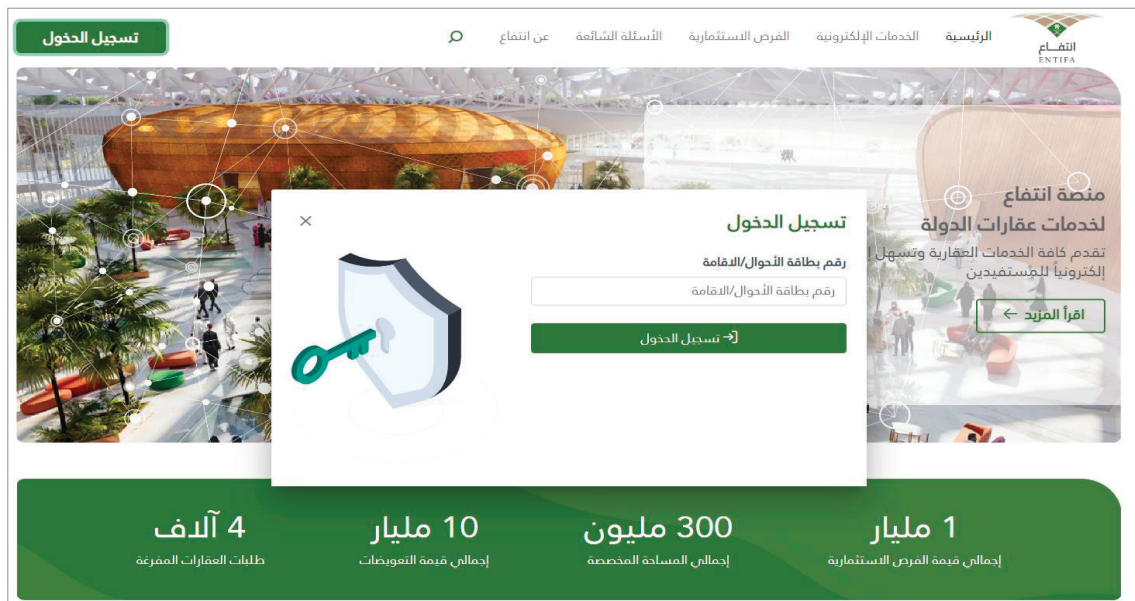 انتفــاع
ENTIFA
الرئيسية
الخدمات الإلكترونية
الفرص الاستثمارية
الأسئلة الشائعة
عن انتفاع
تسجيل الدخول
منصة انتفاع
لخدمات عقارات الدولة
تقدم كافة الخدمات العقارية وتسهل
إلكترونياً للمستفيدين
اقرأ المزيد
تسجيل الدخول
رقم بطاقة الأحوال/الاقامة
رقم بطاقة الأحوال/الاقامة
تسجيل الدخول
1 مليار
إجمالي قيمة الفرص الاستثمارية
300 مليون
إجمالي المساحة المخصصة
10 مليار
إجمالي قيمة التعويضات
4 آلاف
طلبات العقارات المفرغة